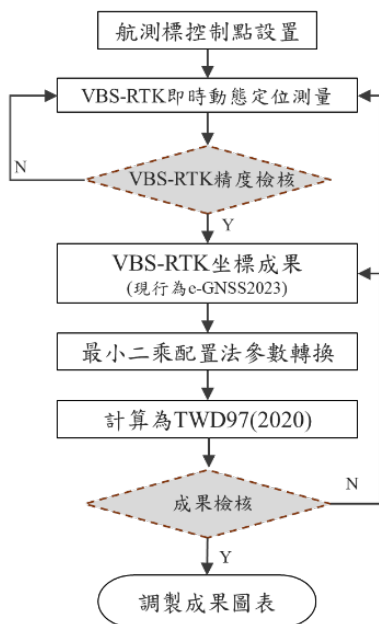 航測標控制點設置
VBS-RTK即時動態定位測量
N
VBS-RTK精度檢核
Y
VBS-RTK坐標成果
(現行為e-GNSS2023)
最小二乘配置法參數轉換
計算為TWD97(2020)
N
成果檢核
Y
調製成果圖表